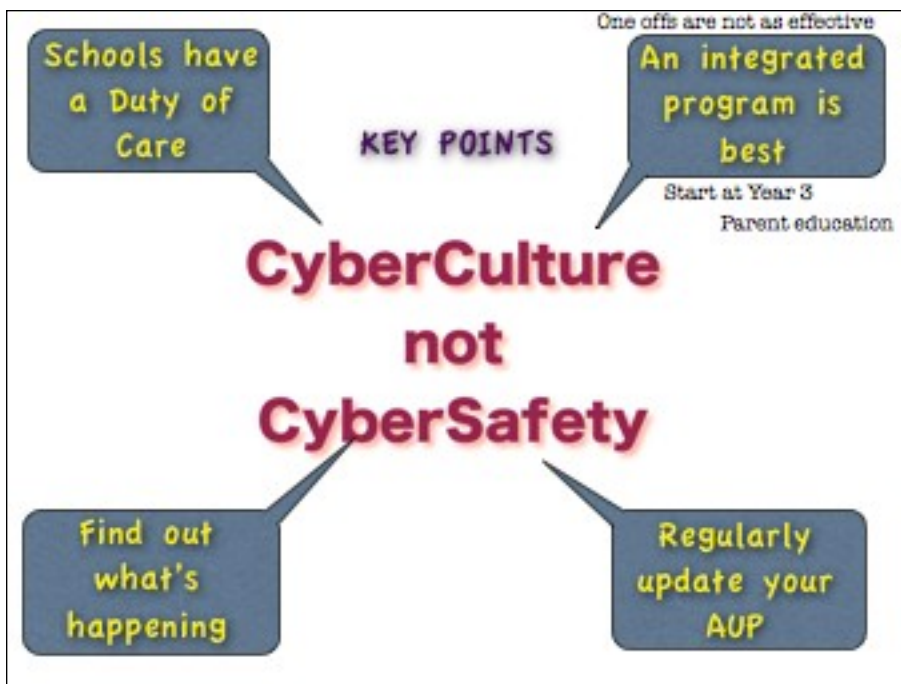 Schools have
a Duty of
Care
KEY POINTS
One offs are not as effective
An integrated
program is
best
Start at Year 3
Parent education
CyberCulture
not
CyberSafety
Find out
what's
happening
Regularly
update your
AUP